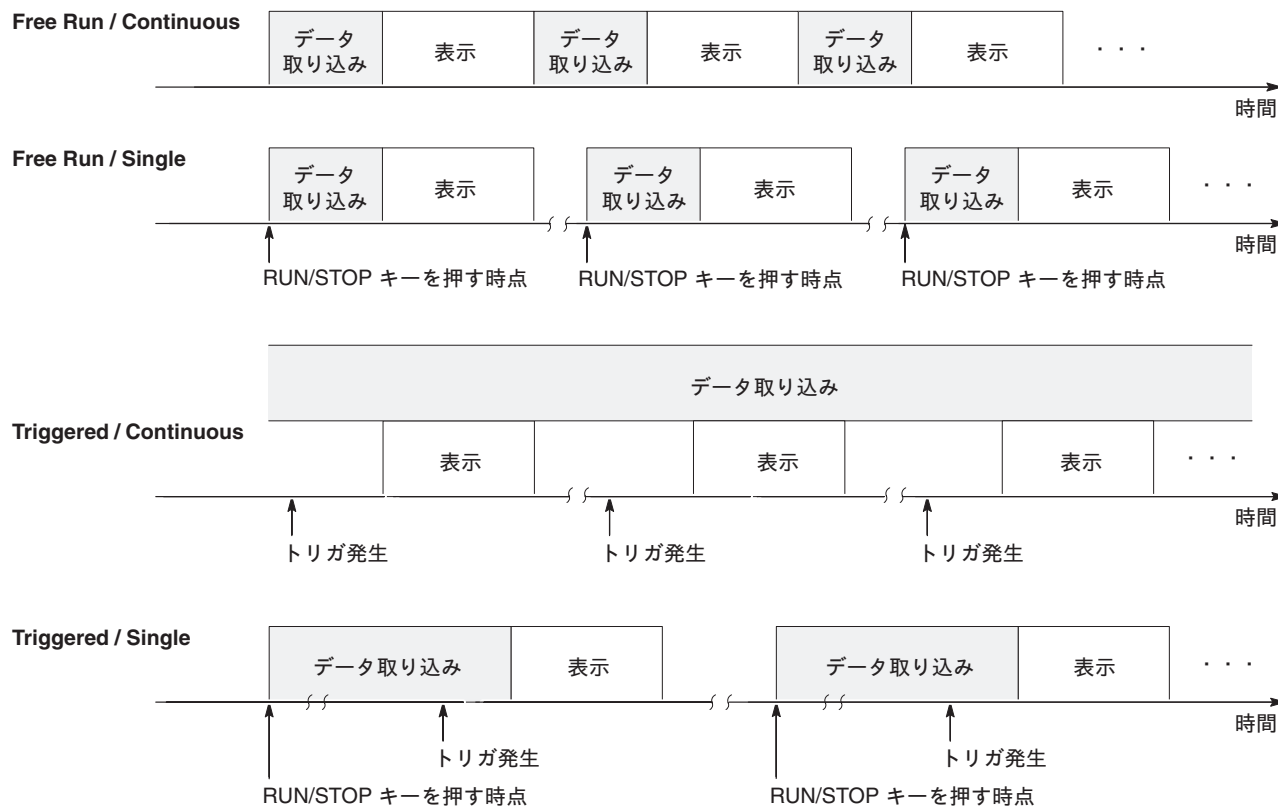 Free Run / Continuous
データ
取り込み
表示
データ
取り込み
表示
データ
取り込み
表示
・・・
時間
Free Run / Single
データ
取り込み
表示
データ
取り込み
表示
データ
取り込み
表示
・・・
時間
RUN/STOP キーを押す時点
RUN/STOP キーを押す時点
RUN/STOP キーを押す時点
データ取り込み
Triggered / Continuous
表示
表示
表示
・・・
時間
トリガ発生
トリガ発生
トリガ発生
Triggered / Single
データ取り込み
表示
データ取り込み
表示
・・・
時間
トリガ発生
トリガ発生
RUN/STOP キーを押す時点
RUN/STOP キーを押す時点